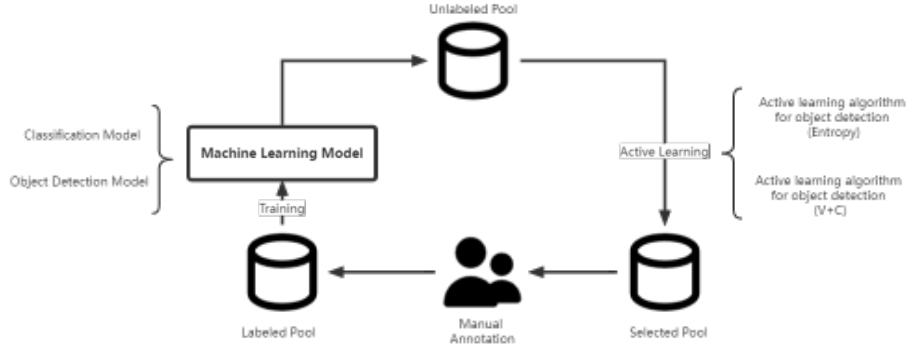 Unlabeled Pool
Classification Model
Object Detection Model
Machine Learning Model
Active Learning
Active learning algorithm
for object detection
(Entropy)
Active learning algorithm
for object detection
(V+C)
Training
Labeled Pool
Manual
Annotation
Selected Pool